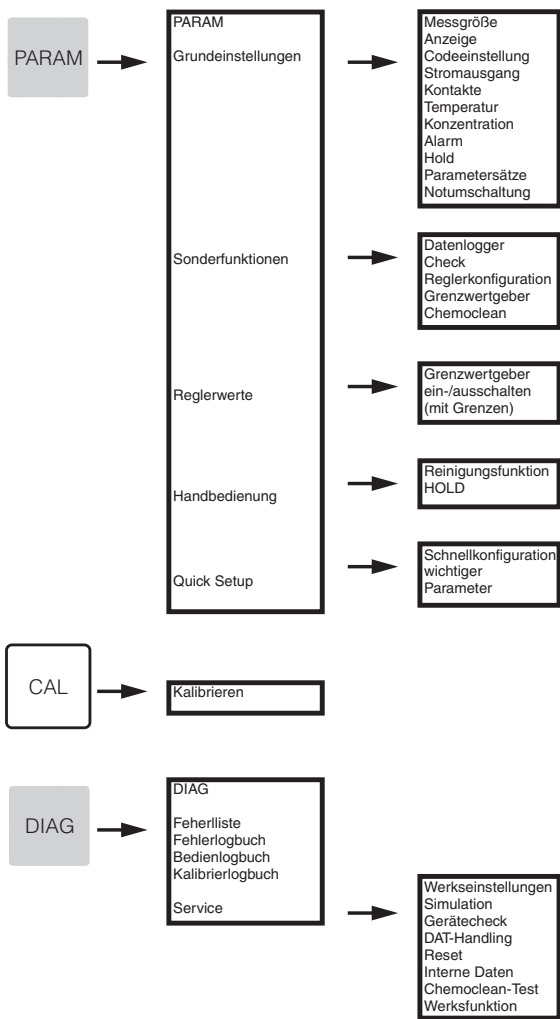 PARAM
PARAM
Grundeinstellungen
Messgröße
Anzeige
Codeeinstellung
Stromausgang
Kontakte
Temperatur
Konzentration
Alarm
Hold
Parametersätze
Notumschaltung
Sonderfunktionen
Datenlogger
Check
Reglerkonfiguration
Grenzwertgeber
Chemoclean
Reglerwerte
Grenzwertgeber
ein-/ausschalten
(mit Grenzen)
Handbedienung
Reinigungsfunktion
HOLD
Quick Setup
Schnellkonfiguration
wichtiger
Parameter
CAL
Kalibrieren
DIAG
DIAG
Feherlliste
Fehlerlogbuch
Bedienlogbuch
Kalibrierlogbuch
Service
Werkseinstellungen
Simulation
Gerätecheck
DAT-Handling
Reset
Interne Daten
Chemoclean-Test
Werksfunktion